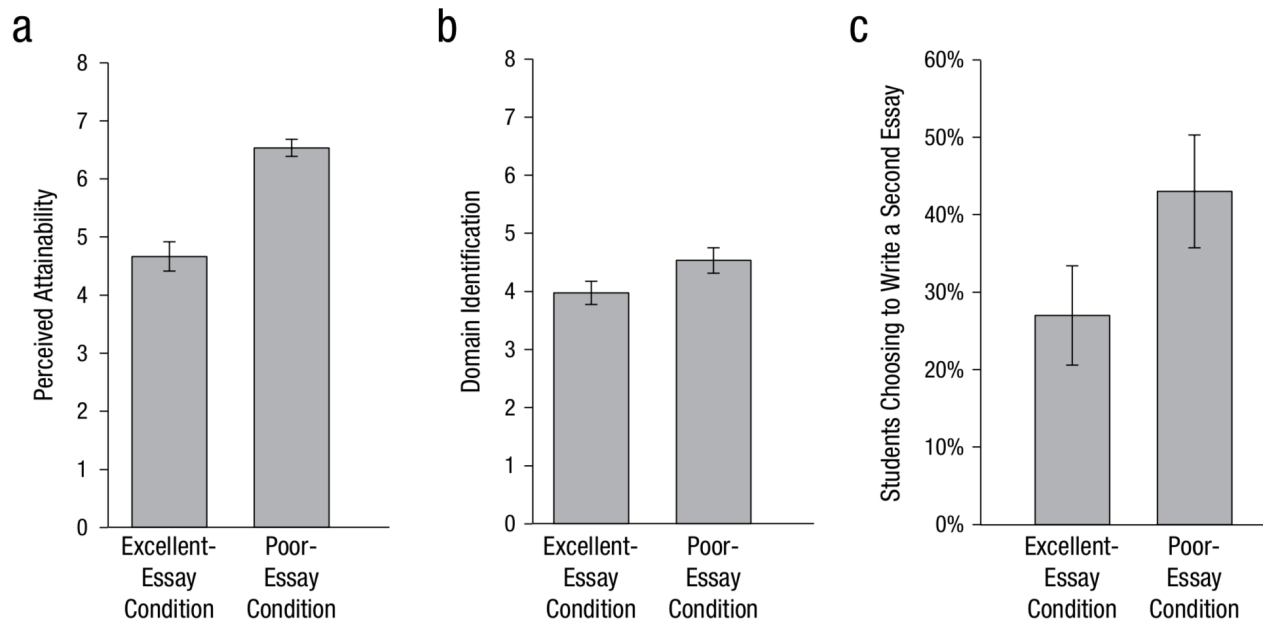 a
8
7
6
5
4
3
2
1
0
Perceived Attainability
Excellent-
Essay
Condition
Poor-
Essay
Condition
b
8
7
6
5
4
3
2
1
0
Domain Identification
Excellent-
Essay
Condition
Poor-
Essay
Condition
c
60%
50%
40%
30%
20%
10%
0%
Students Choosing to Write a Second Essay
Excellent-
Essay
Condition
Poor-
Essay
Condition